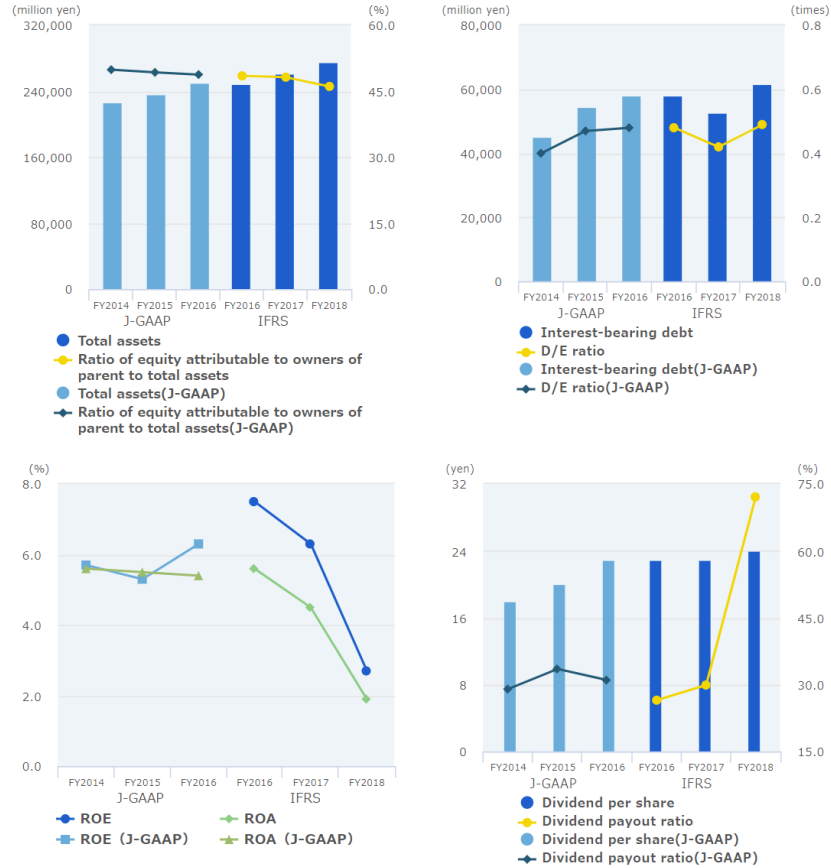 (million yen) (%)
320,000 60.0
240,000 45.0
160,000 30.0
80,000 15.0
0 0.0
FY2014 FY2015 FY2016 FY2016 FY2017 FY2018
J-GAAP IFRS
Total assets
Ratio of equity attributable to owners of
parent to total assets
Total assets(J-GAAP)
Ratio of equity attributable to owners of
parent to total assets(J-GAAP)
(million yen) (times)
80,000 0.8
60,000 0.6
40,000 0.4
20,000 0.2
0 0.0
FY2014 FY2015 FY2016 FY2016 FY2017 FY2018
J-GAAP IFRS
Interest-bearing debt
D/E ratio
Interest-bearing debt(J-GAAP)
D/E ratio(J-GAAP)
(%)
8.0
6.0
4.0
2.0
0.0
FY2014 FY2015 FY2016 FY2016 FY2017 FY2018
J-GAAP IFRS
ROE ROA
ROE（J-GAAP） ROA（J-GAAP）
(yen) (%)
32 75.0
24 60.0
16 45.0
8 30.0
0 15.0
FY2014 FY2015 FY2016 FY2016 FY2017 FY2018
J-GAAP IFRS
Dividend per share
Dividend payout ratio
Dividend per share(J-GAAP)
Dividend payout ratio(J-GAAP)